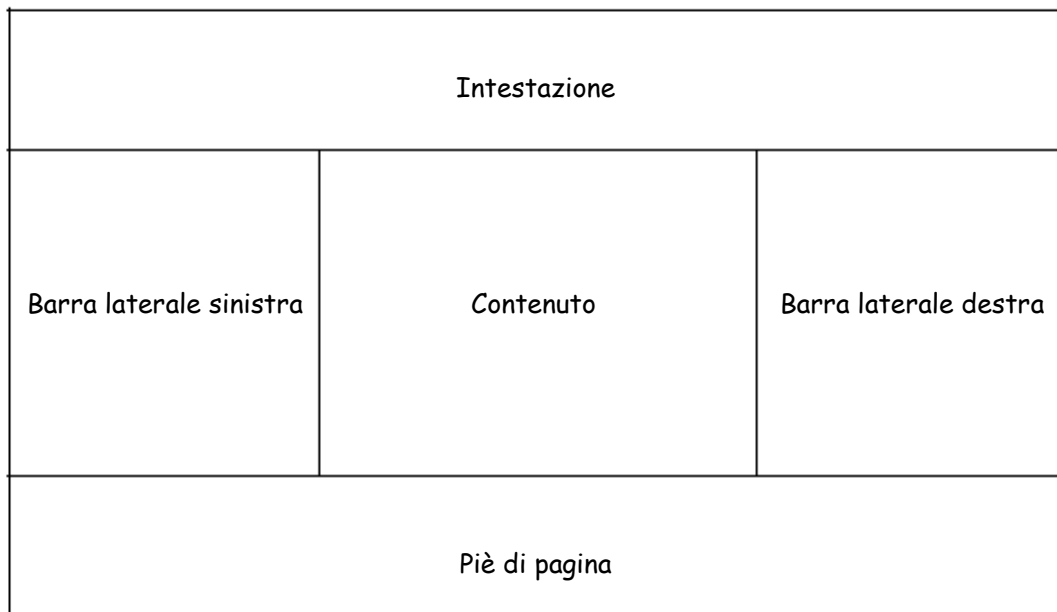 Intestazione
Barra laterale sinistra
Contenuto
Barra laterale destra
Piè di pagina